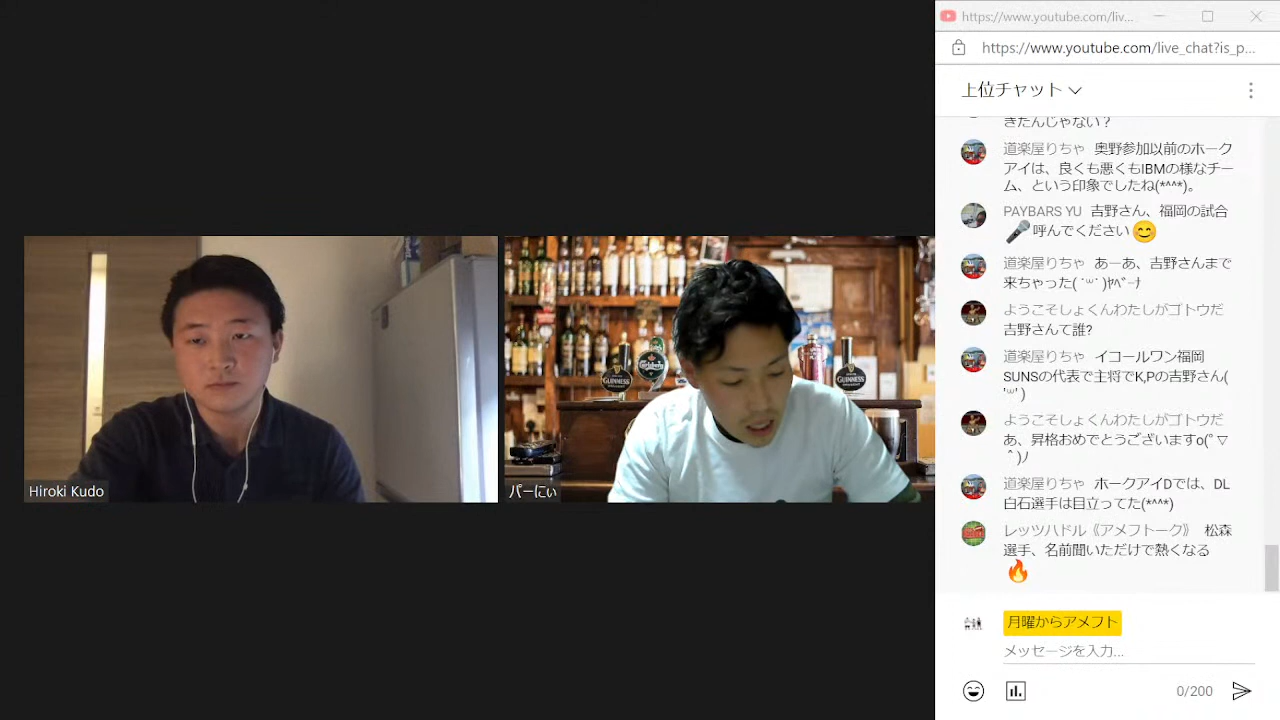 https://www.youtube.com/liv...
https://www.youtube.com/live_chat?is_p...
上位チャット
きたんじゃない？
道楽屋りちゃ 奥野参加以前のホーク
アイは、良くも悪くもIBMの様なチー
ム、という印象でしたね(*^^*)。
PAYBARS YU 吉野さん、福岡の試合
🎤呼んでください😊
道楽屋りちゃ あーあ、吉野さんまで
来ちゃった( ˙꒳˙ )ﾔﾍﾞｰﾅ
ようこそしょくんわたしがゴトウだ
吉野さんて誰?
道楽屋りちゃ イコールワン福岡
SUNSの代表で主将でK,Pの吉野さん(
'꒳' )
ようこそしょくんわたしがゴトウだ
あ、昇格おめでとうございますo(ﾟ▽
＾)ﾉ
道楽屋りちゃ ホークアイDでは、DL
白石選手は目立ってた(*^^*)
レッツハドル《アメフトーク》 松森
選手、名前聞いただけで熱くなる
🔥
月曜からアメフト
メッセージを入力...
0/200
Hiroki Kudo
パーにぃ
GUINNESS
Carlsberg
GUINNESS